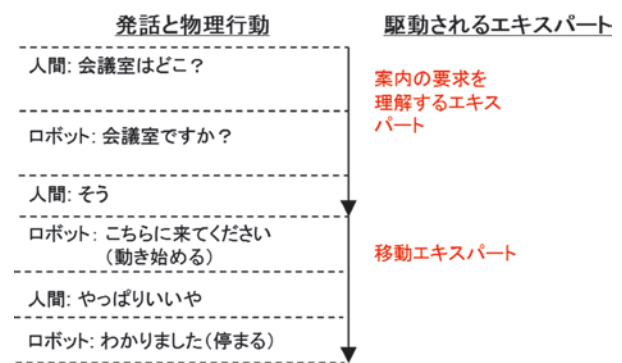 発話と物理行動
駆動されるエキスパート
人間: 会議室はどこ？
案内の要求を
理解するエキス
パート
ロボット: 会議室ですか？
人間: そう
ロボット: こちらに来てください
(動き始める)
移動エキスパート
人間: やっぱりいいや
ロボット: わかりました(停まる)